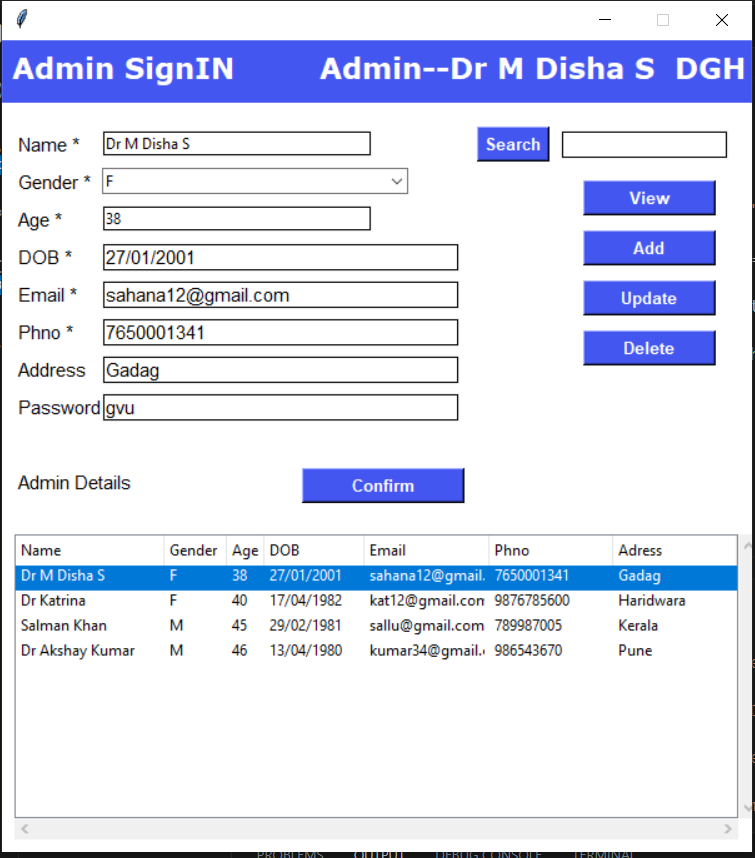 Admin SignIN Admin--Dr M Disha S DGH
Name * Dr M Disha S Search
Gender * F
View
Age * 38
Add
DOB * 27/01/2001
Email * sahana12@gmail.com
Update
Phno * 7650001341
Delete
Address Gadag
Password gvu
Admin Details Confirm
Name Gender Age DOB Email Phno Adress
Dr M Disha S F 38 27/01/2001 sahana12@gmail. 7650001341 Gadag
Dr Katrina F 40 17/04/1982 kat12@gmail.com 9876785600 Haridwara
Salman Khan M 45 29/02/1981 sallu@gmail.com 789987005 Kerala
Dr Akshay Kumar M 46 13/04/1980 kumar34@gmail. 986543670 Pune
PROBLEMS OUTPUT DEBUG CONSOLE TERMINAL